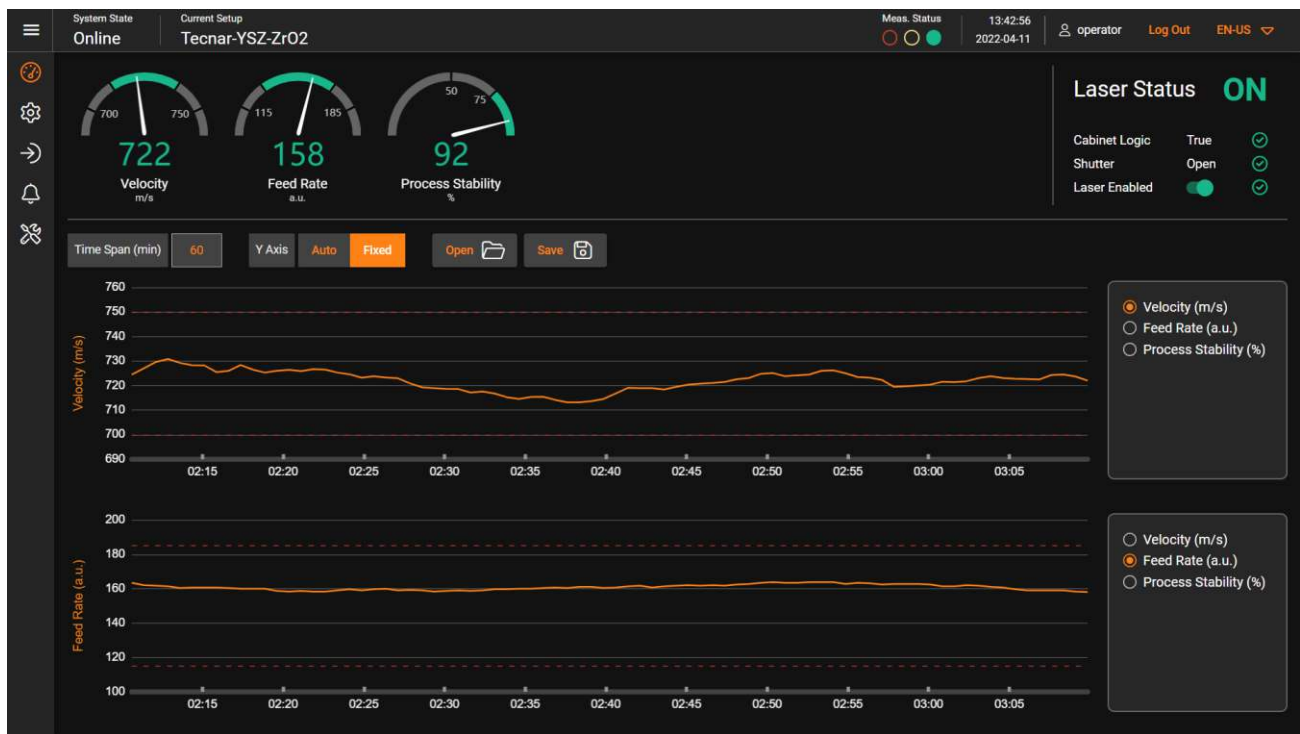 System State
Online
Current Setup
Tecnar-YSZ-ZrO2
Meas. Status
13:42:56
2022-04-11
operator
Log Out
EN-US
700
750
722
Velocity
m/s
115
185
158
Feed Rate
a.u.
50
75
92
Process Stability
%
Laser Status ON
Cabinet Logic True
Shutter Open
Laser Enabled
Time Span (min) 60
Y Axis Auto Fixed
Open
Save
Velocity (m/s)
760
750
740
730
720
710
700
690
02:15 02:20 02:25 02:30 02:35 02:40 02:45 02:50 02:55 03:00 03:05
Velocity (m/s)
Feed Rate (a.u.)
Process Stability (%)
Feed Rate (a.u.)
200
180
160
140
120
100
02:15 02:20 02:25 02:30 02:35 02:40 02:45 02:50 02:55 03:00 03:05
Velocity (m/s)
Feed Rate (a.u.)
Process Stability (%)